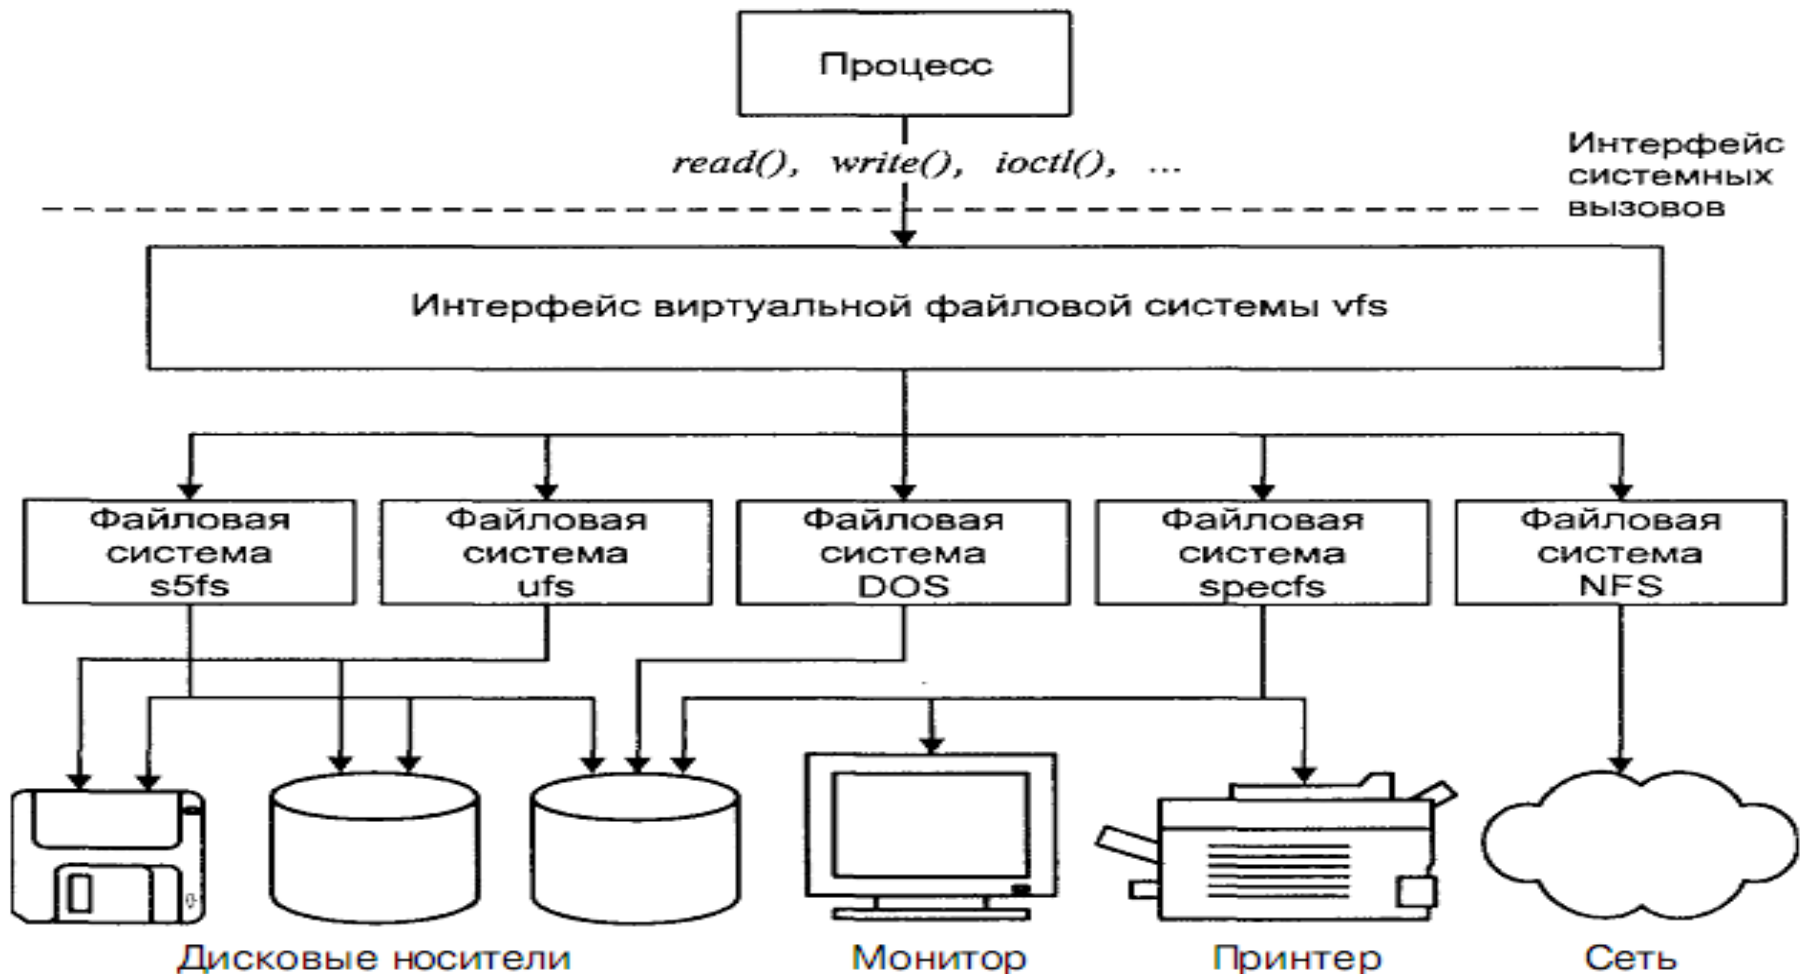 Процесс
read(), write(), ioctl(), ...
Интерфейс
системных
вызовов
Интерфейс виртуальной файловой системы vfs
Файловая
система
s5fs
Файловая
система
ufs
Файловая
система
DOS
Файловая
система
specfs
Файловая
система
NFS
Дисковые носители
Монитор
Принтер
Сеть